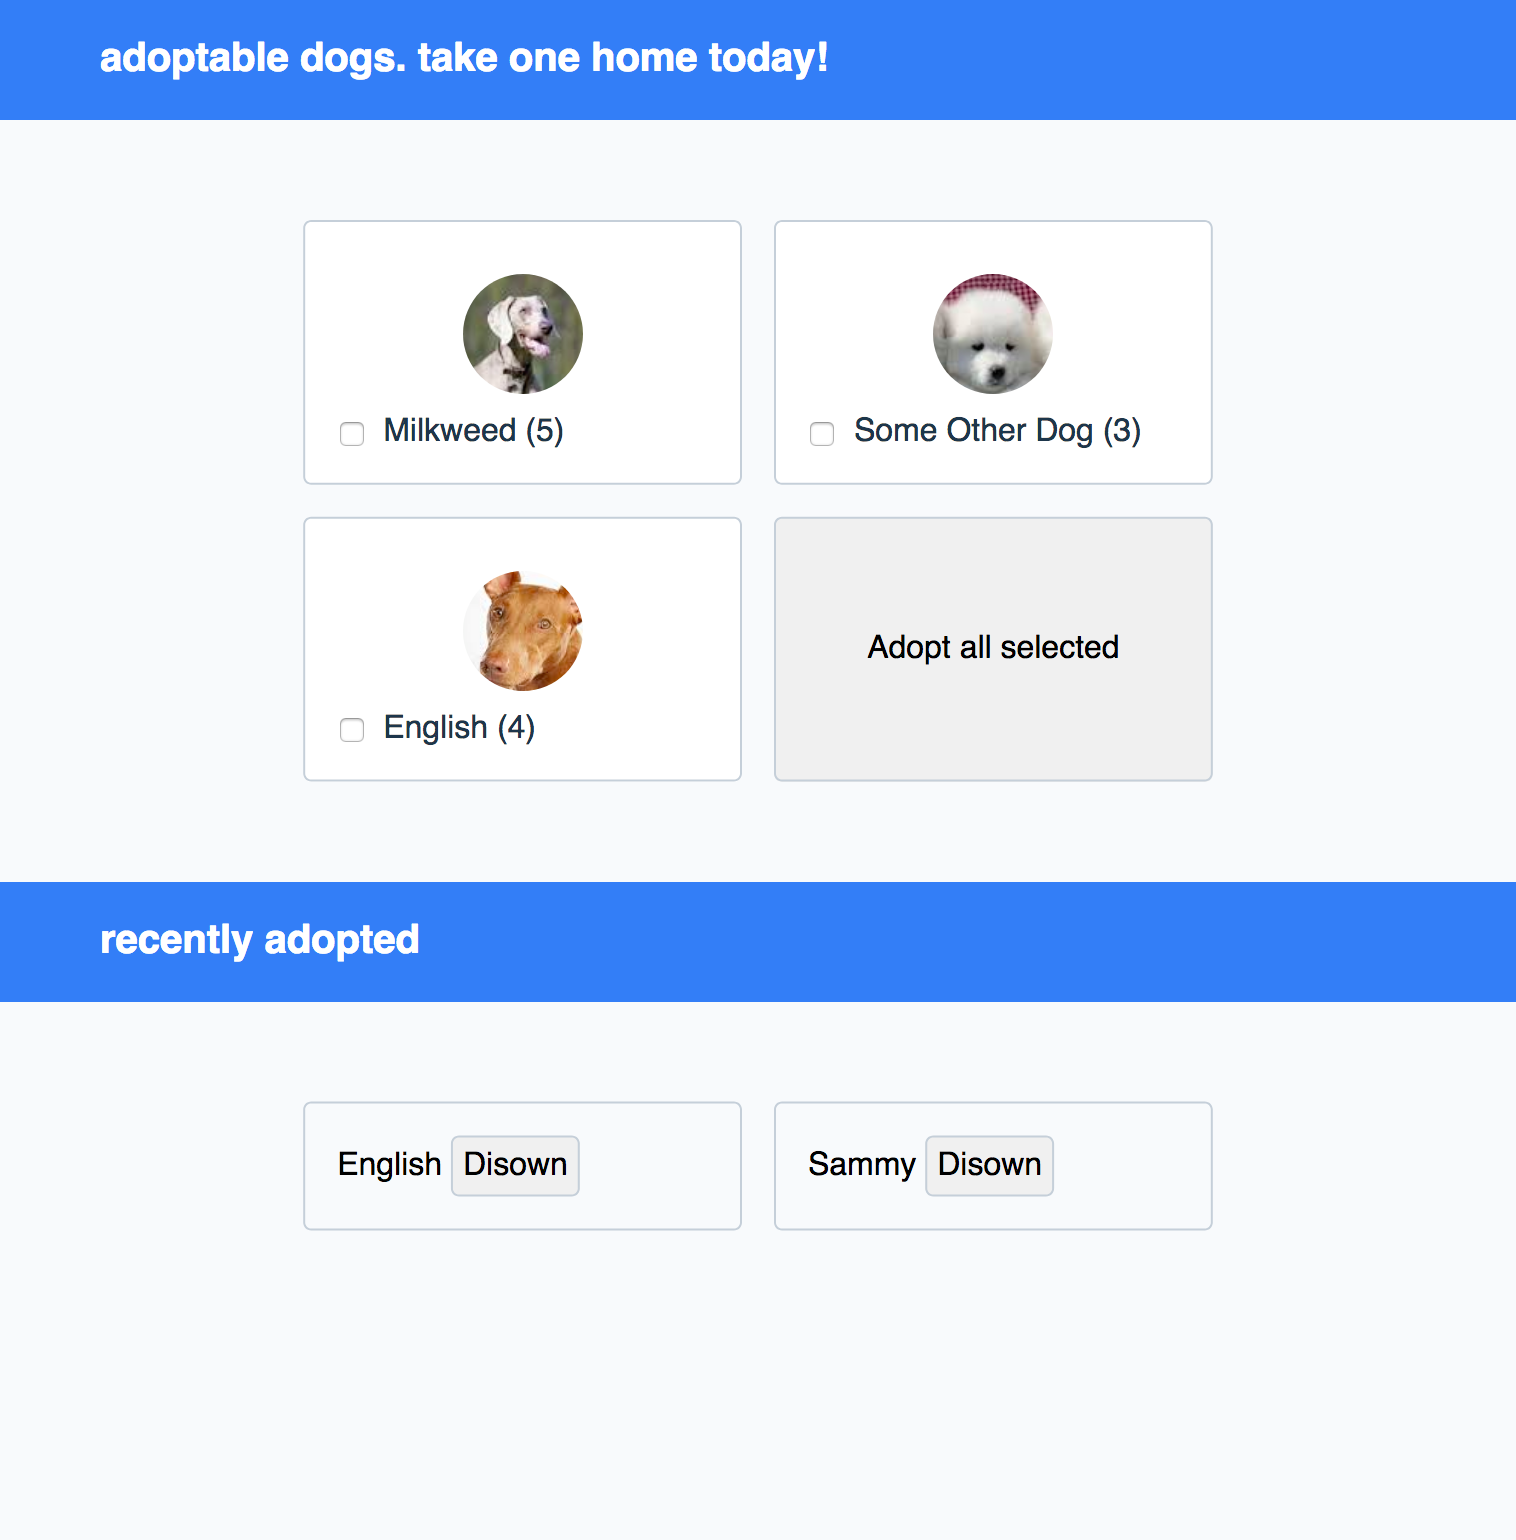 adoptable dogs. take one home today!
Milkweed (5)
Some Other Dog (3)
English (4)
Adopt all selected
recently adopted
English Disown
Sammy Disown